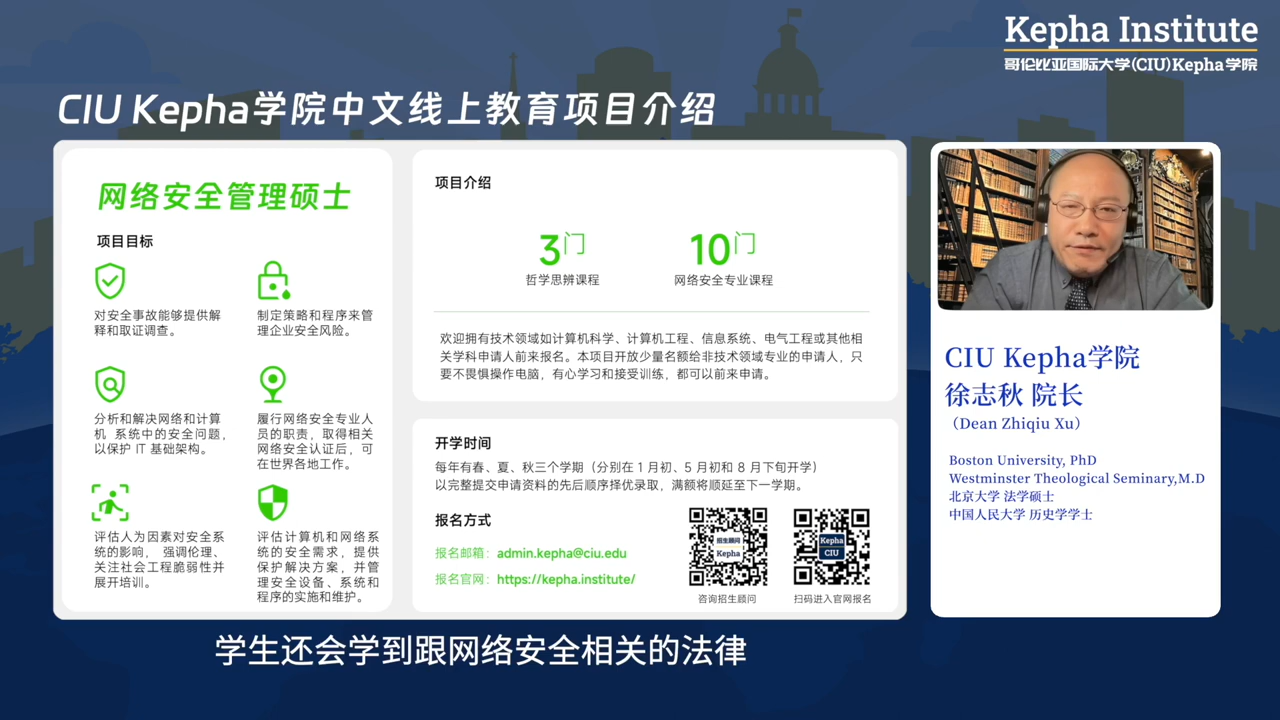 Kepha Institute
哥伦比亚国际大学(CIU)Kepha学院
CIU Kepha学院中文线上教育项目介绍
网络安全管理硕士
项目目标
对安全事故能够提供解
释和取证调查。
制定策略和程序来管
理企业安全风险。
分析和解决网络和计算
机 系统中的安全问题，
以保护 IT 基础架构。
履行网络安全专业人
员的职责，取得相关
网络安全认证后，可
在世界各地工作。
评估人为因素对安全系
统的影响， 强调伦理、
关注社会工程脆弱性并
展开培训。
评估计算机和网络系
统的安全需求，提供
保护解决方案，并管
理安全设备、系统和
程序的实施和维护。
项目介绍
3门
哲学思辨课程
10门
网络安全专业课程
欢迎拥有技术领域如计算机科学、计算机工程、信息系统、电气工程或其他相
关学科申请人前来报名。本项目开放少量名额给非技术领域专业的申请人，只
要不畏惧操作电脑，有心学习和接受训练，都可以前来申请。
开学时间
每年有春、夏、秋三个学期（分别在 1 月初、5 月初和 8 月下旬开学）
以完整提交申请资料的先后顺序择优录取，满额将顺延至下一学期。
报名方式
报名邮箱：admin.kepha@ciu.edu
报名官网：https://kepha.institute/
招生顾问
Kepha
咨询招生顾问
Kepha
CIU
扫码进入官网报名
CIU Kepha学院
徐志秋 院长
（Dean Zhiqiu Xu）
Boston University, PhD
Westminster Theological Seminary,M.D
北京大学 法学硕士
中国人民大学 历史学学士
学生还会学到跟网络安全相关的法律